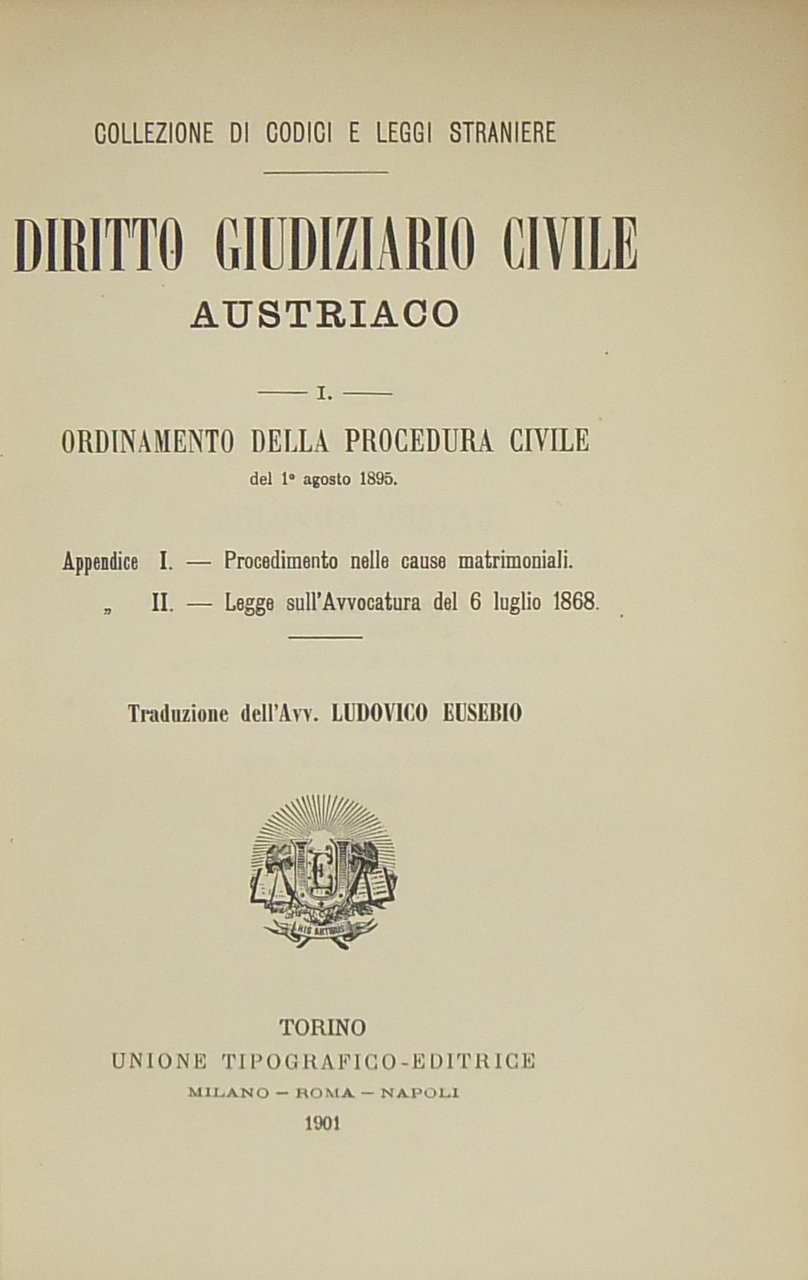 COLLEZIONE DI CODICI E LEGGI STRANIERE
DIRITTO GIUDIZIARIO CIVILE
AUSTRIACO
— I. —
ORDINAMENTO DELLA PROCEDURA CIVILE
del 1° agosto 1895.
Appendice I. — Procedimento nelle cause matrimoniali.
„ II. — Legge sull'Avvocatura del 6 luglio 1868.
Traduzione dell'Avv. LUDOVICO EUSEBIO
HIS ARTIBUS
TORINO
UNIONE TIPOGRAFICO-EDITRICE
MILANO — ROMA — NAPOLI
1901